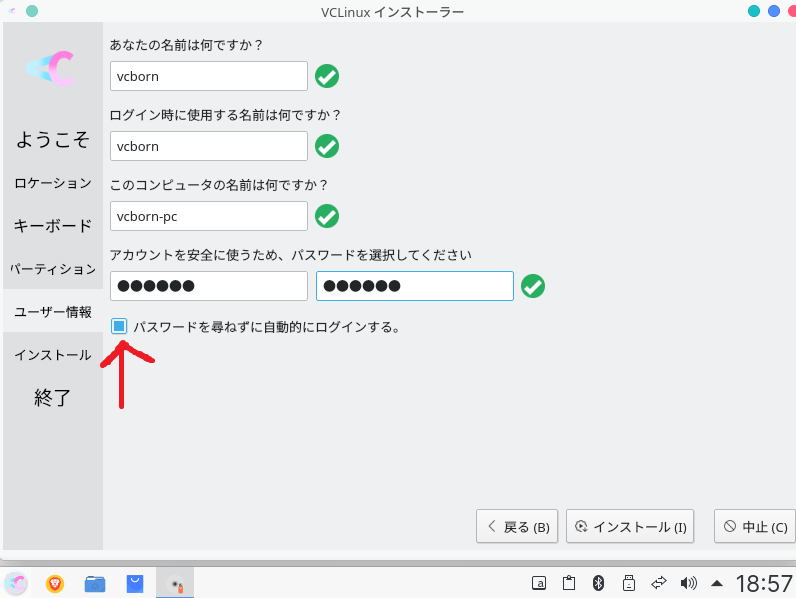 VCLinux インストーラー
ようこそ
ロケーション
キーボード
パーティション
ユーザー情報
インストール
終了
あなたの名前は何ですか？
vcborn
ログイン時に使用する名前は何ですか？
vcborn
このコンピュータの名前は何ですか？
vcborn-pc
アカウントを安全に使うため、パスワードを選択してください
●●●●●● ●●●●●●
パスワードを尋ねずに自動的にログインする。
戻る (B) インストール (I) 中止 (C)
a 18:57